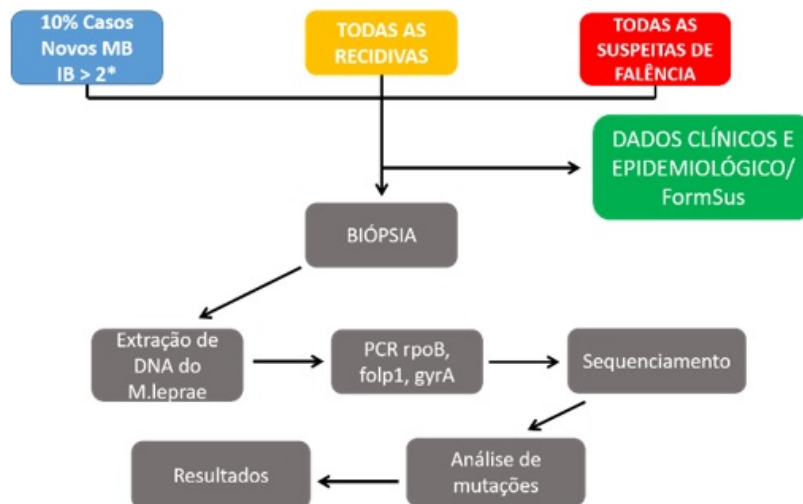 10% Casos
Novos MB
IB > 2*
TODAS AS
RECIDIVAS
TODAS AS
SUSPEITAS DE
FALÊNCIA
DADOS CLÍNICOS E
EPIDEMIOLÓGICO/
FormSus
BIÓPSIA
Extração de
DNA do
M.leprae
PCR rpoB,
folp1, gyrA
Sequenciamento
Análise de
mutações
Resultados